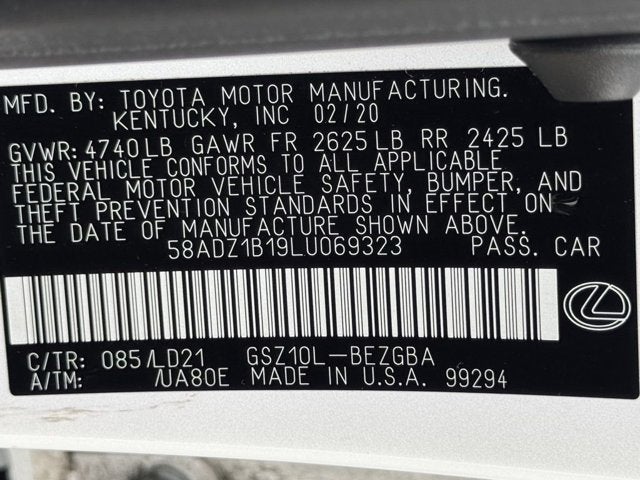 MFD. BY: TOYOTA MOTOR MANUFACTURING.
KENTUCKY, INC 02/20
GVWR: 4740 LB GAWR FR 2625 LB RR 2425 LB
THIS VEHICLE CONFORMS TO ALL APPLICABLE
FEDERAL MOTOR VEHICLE SAFETY, BUMPER, AND
THEFT PREVENTION STANDARDS IN EFFECT ON
THE DATE OF MANUFACTURE SHOWN ABOVE.
58ADZ1B19LU069323 PASS. CAR
C/TR: 085/LD21 GSZ10L-BEZGBA
A/TM: /UA80E MADE IN U.S.A. 99294